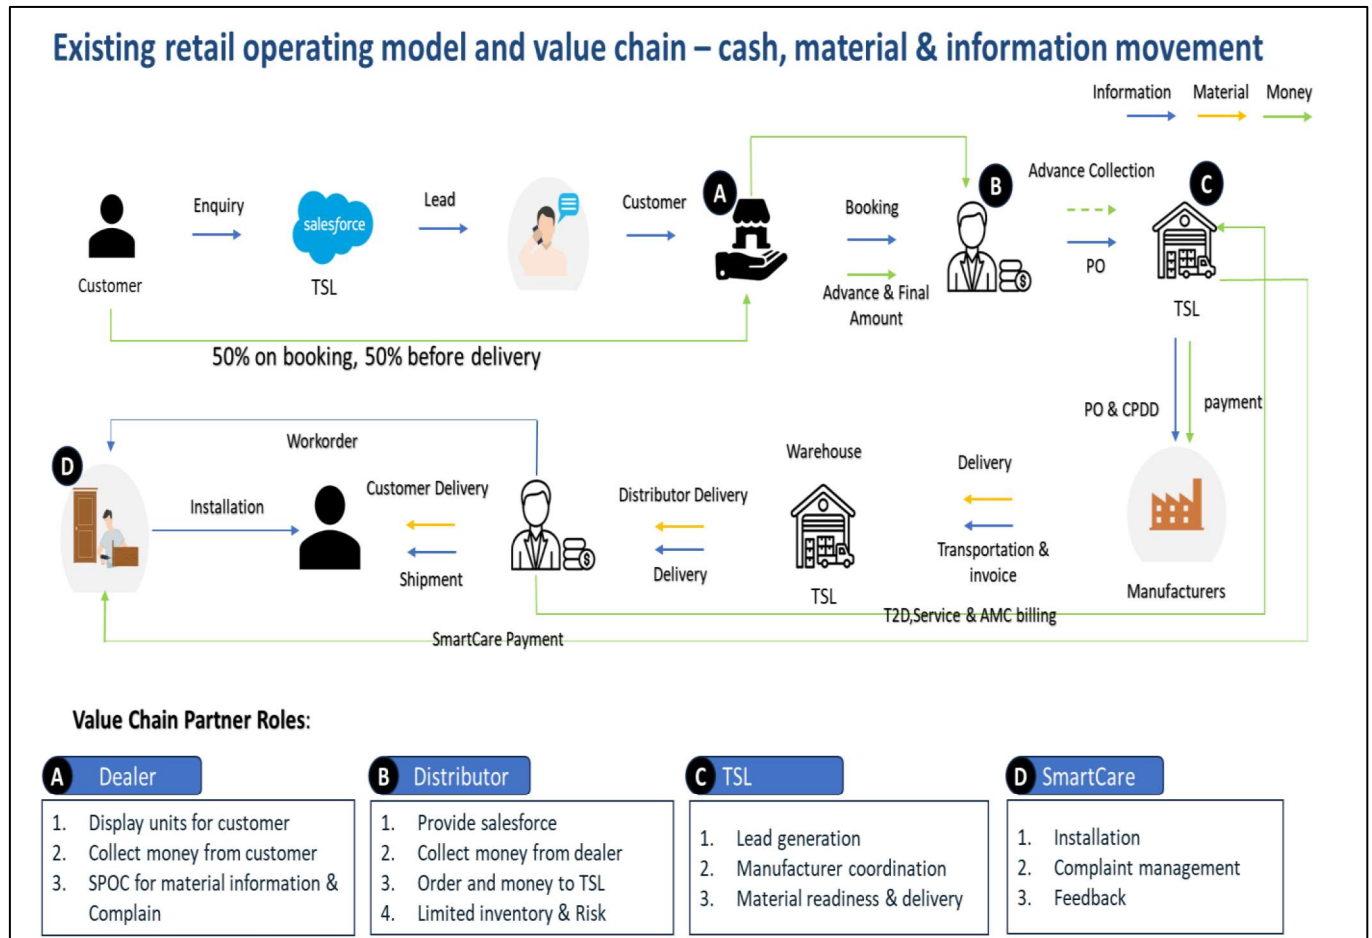 Existing retail operating model and value chain – cash, material & information movement
Information
Material
Money
Enquiry
Lead
Customer
A
Booking
B
Advance Collection
C
salesforce
Customer
TSL
Advance & Final
Amount
PO
TSL
50% on booking, 50% before delivery
PO & CPDD
payment
Workorder
Warehouse
D
Customer Delivery
Distributor Delivery
Delivery
Installation
Shipment
Delivery
Transportation &
invoice
TSL
Manufacturers
T2D,Service & AMC billing
SmartCare Payment
Value Chain Partner Roles:
A Dealer
1. Display units for customer
2. Collect money from customer
3. SPOC for material information &
Complain
B Distributor
1. Provide salesforce
2. Collect money from dealer
3. Order and money to TSL
4. Limited inventory & Risk
C TSL
1. Lead generation
2. Manufacturer coordination
3. Material readiness & delivery
D SmartCare
1. Installation
2. Complaint management
3. Feedback